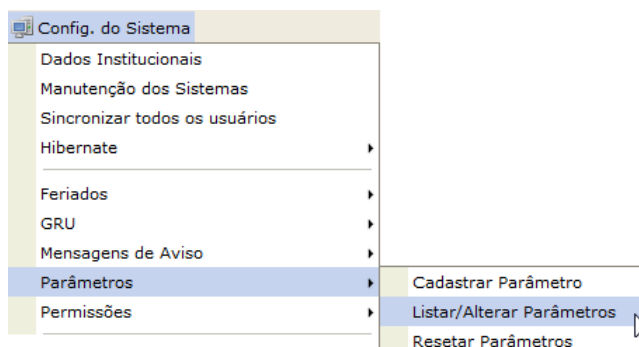 Config. do Sistema
Dados Institucionais
Manutenção dos Sistemas
Sincronizar todos os usuários
Hibernate
Feriados
GRU
Mensagens de Aviso
Parâmetros
Permissões
Cadastrar Parâmetro
Listar/Alterar Parâmetros
Resetar Parâmetros